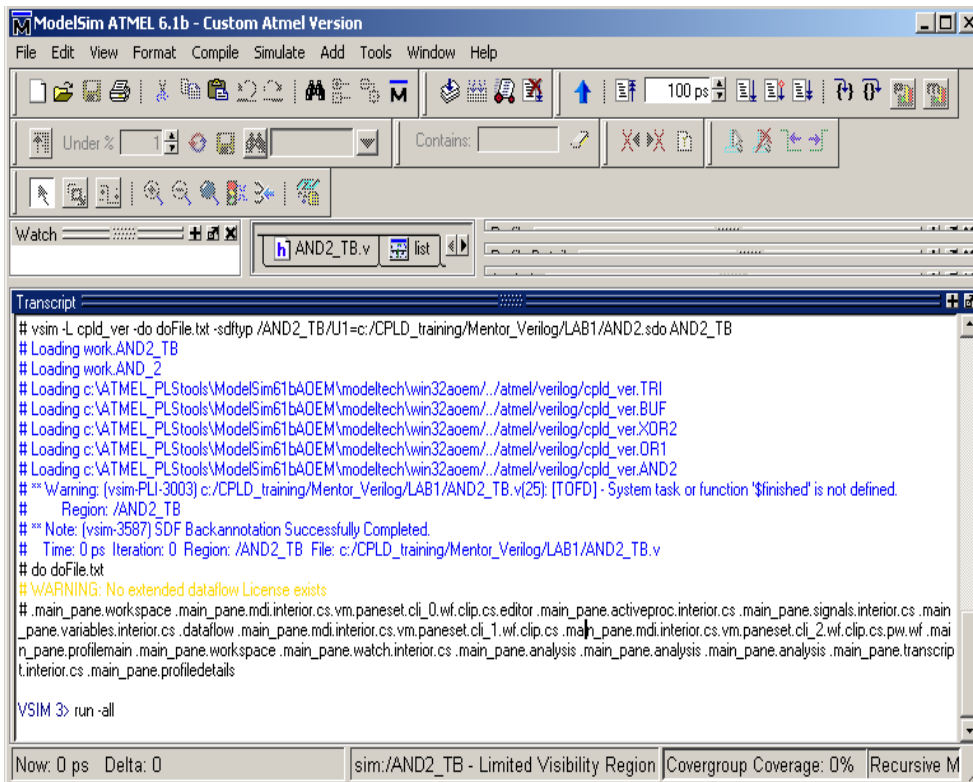 ModelSim ATMEL 6.1b - Custom Atmel Version
File Edit View Format Compile Simulate Add Tools Window Help
100 ps
Under % 1 Contains:
Watch
AND2_TB.v list
Transcript
# vsim -L cpld_ver -do doFile.txt -sdftyp /AND2_TB/U1=c:/CPLD_training/Mentor_Verilog/LAB1/AND2.sdo AND2_TB
# Loading work.AND2_TB
# Loading work.AND_2
# Loading c:\ATMEL_PLStools\ModelSim61bAOEM\modeltech\win32aoem/../atmel/verilog/cpld_ver.TRI
# Loading c:\ATMEL_PLStools\ModelSim61bAOEM\modeltech\win32aoem/../atmel/verilog/cpld_ver.BUF
# Loading c:\ATMEL_PLStools\ModelSim61bAOEM\modeltech\win32aoem/../atmel/verilog/cpld_ver.XOR2
# Loading c:\ATMEL_PLStools\ModelSim61bAOEM\modeltech\win32aoem/../atmel/verilog/cpld_ver.OR1
# Loading c:\ATMEL_PLStools\ModelSim61bAOEM\modeltech\win32aoem/../atmel/verilog/cpld_ver.AND2
# ** Warning: (vsim-PLI-3003) c:/CPLD_training/Mentor_Verilog/LAB1/AND2_TB.v(25): [TOFD] - System task or function '$finished' is not defined.
# Region: /AND2_TB
# ** Note: (vsim-3587) SDF Backannotation Successfully Completed.
# Time: 0 ps Iteration: 0 Region: /AND2_TB File: c:/CPLD_training/Mentor_Verilog/LAB1/AND2_TB.v
# do doFile.txt
# WARNING: No extended dataflow License exists
# .main_pane.workspace .main_pane.mdi.interior.cs.vm.paneset.cli_0.wf.clip.cs.editor .main_pane.activeproc.interior.cs .main_pane.signals.interior.cs .main
_pane.variables.interior.cs .dataflow .main_pane.mdi.interior.cs.vm.paneset.cli_1.wf.clip.cs .main_pane.mdi.interior.cs.vm.paneset.cli_2.wf.clip.cs.pw.wf .mai
n_pane.profilemain .main_pane.workspace .main_pane.watch.interior.cs .main_pane.analysis .main_pane.analysis .main_pane.analysis .main_pane.transcrip
t.interior.cs .main_pane.profiledetails
VSIM 3> run -all
Now: 0 ps Delta: 0 sim:/AND2_TB - Limited Visibility Region Covergroup Coverage: 0% Recursive M